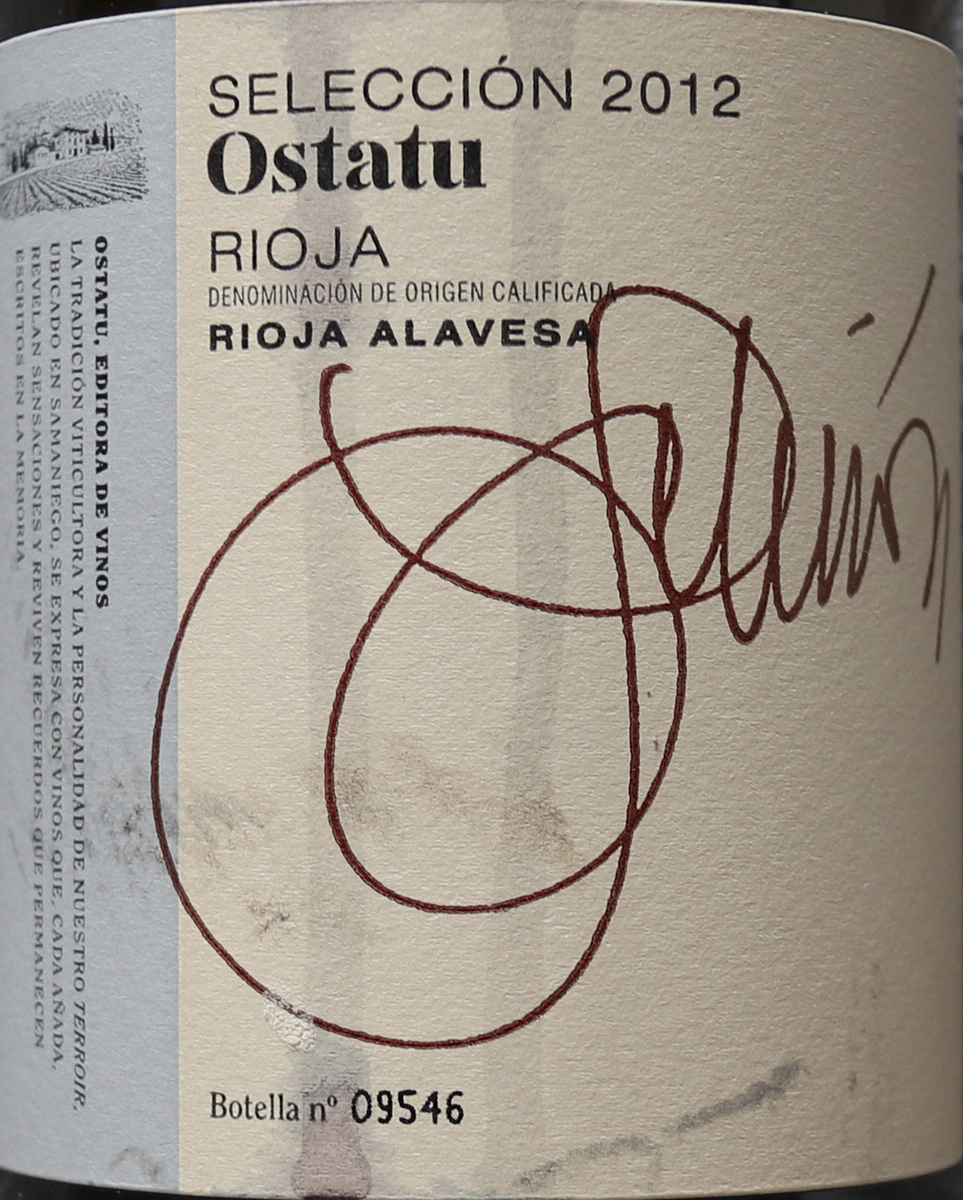 SELECCIÓN 2012
Ostatu
RIOJA
DENOMINACIÓN DE ORIGEN CALIFICADA
RIOJA ALAVESA
Selección
Botella nº 09546
OSTATU, EDITORA DE VINOS
LA TRADICIÓN VITICULTORA Y LA PERSONALIDAD DE NUESTRO TERROIR,
UBICADO EN SAMANIEGO, SE EXPRESA CON VINOS QUE, CADA AÑADA,
REVELAN SENSACIONES Y REVIVEN RECUERDOS QUE PERMANECEN
ESCRITOS EN LA MEMORIA.